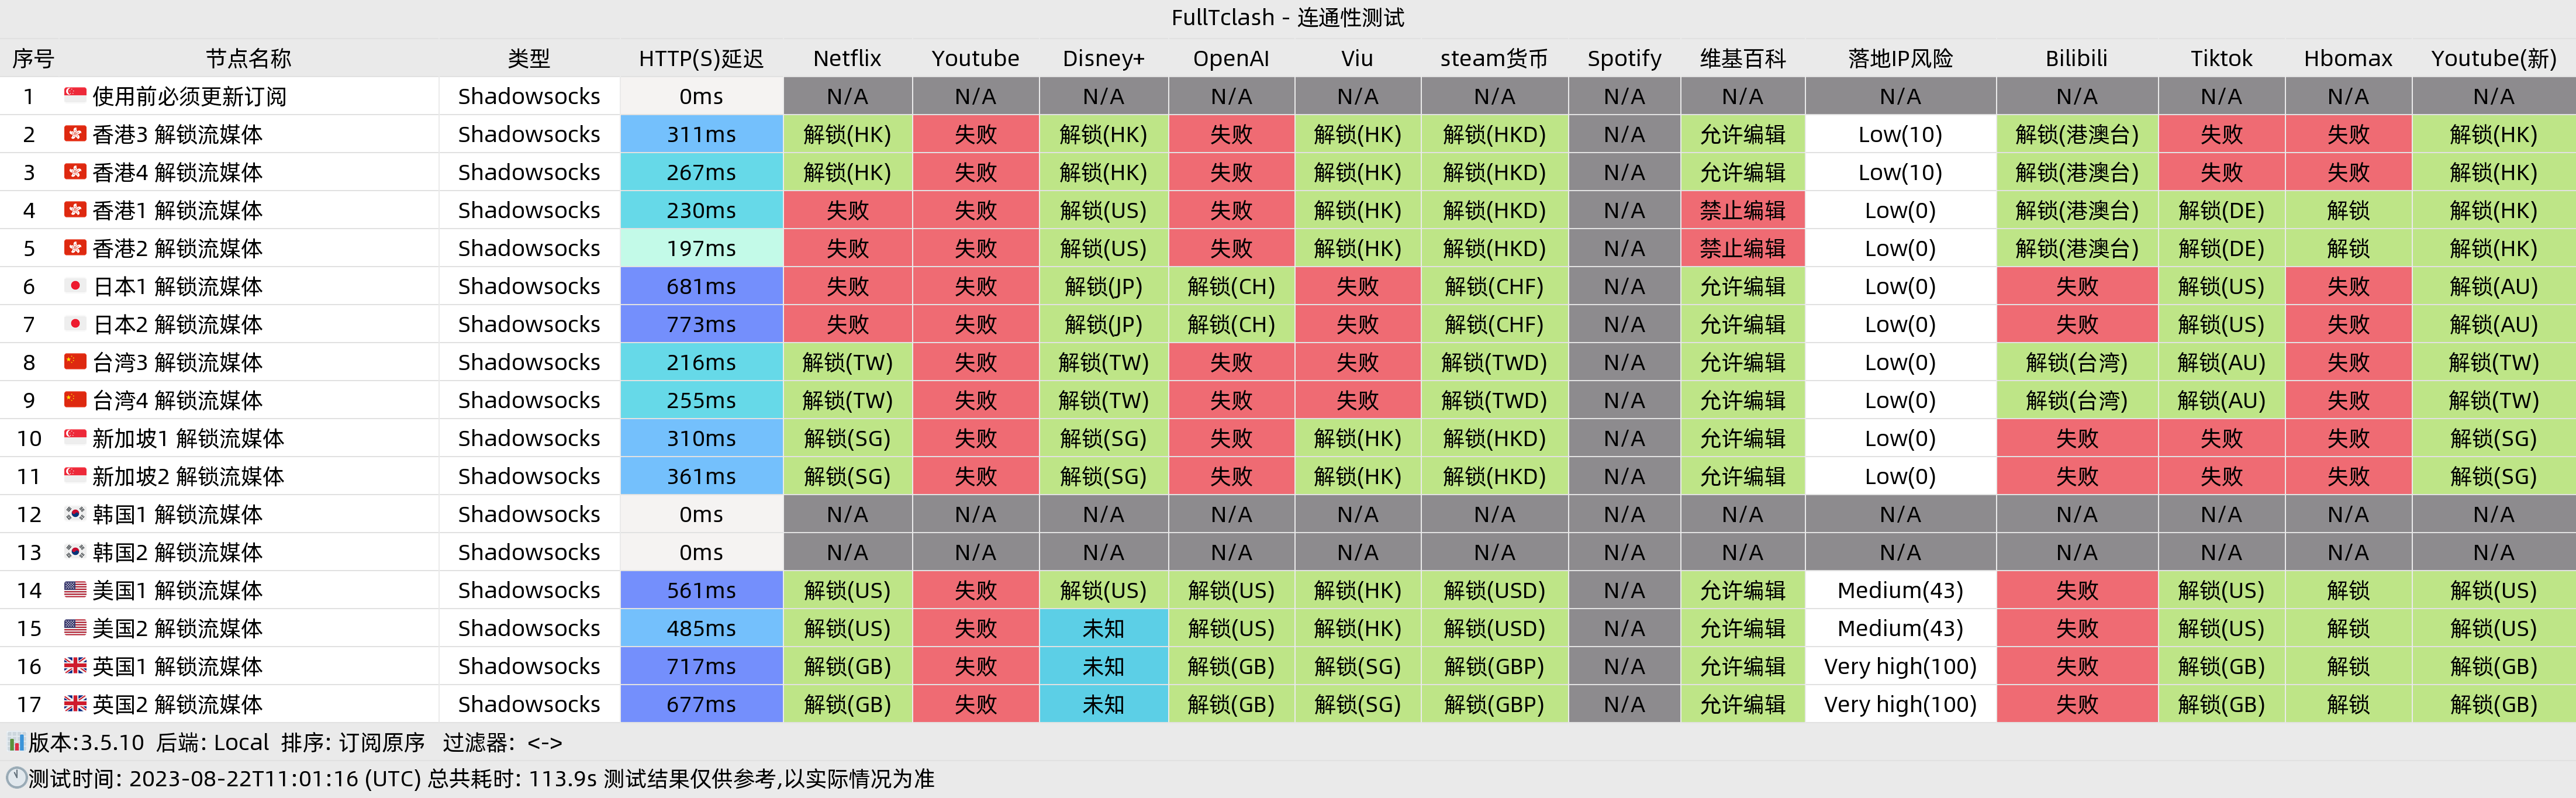 FullTclash - 连通性测试
序号 节点名称 类型 HTTP(S)延迟 Netflix Youtube Disney+ OpenAI Viu steam货币 Spotify 维基百科 落地IP风险 Bilibili Tiktok Hbomax Youtube(新)
1 使用前必须更新订阅 Shadowsocks 0ms N/A N/A N/A N/A N/A N/A N/A N/A N/A N/A N/A N/A N/A
2 香港3 解锁流媒体 Shadowsocks 311ms 解锁(HK) 失败 解锁(HK) 失败 解锁(HK) 解锁(HKD) N/A 允许编辑 Low(10) 解锁(港澳台) 失败 失败 解锁(HK)
3 香港4 解锁流媒体 Shadowsocks 267ms 解锁(HK) 失败 解锁(HK) 失败 解锁(HK) 解锁(HKD) N/A 允许编辑 Low(10) 解锁(港澳台) 失败 失败 解锁(HK)
4 香港1 解锁流媒体 Shadowsocks 230ms 失败 失败 解锁(US) 失败 解锁(HK) 解锁(HKD) N/A 禁止编辑 Low(0) 解锁(港澳台) 解锁(DE) 解锁 解锁(HK)
5 香港2 解锁流媒体 Shadowsocks 197ms 失败 失败 解锁(US) 失败 解锁(HK) 解锁(HKD) N/A 禁止编辑 Low(0) 解锁(港澳台) 解锁(DE) 解锁 解锁(HK)
6 日本1 解锁流媒体 Shadowsocks 681ms 失败 失败 解锁(JP) 解锁(CH) 失败 解锁(CHF) N/A 允许编辑 Low(0) 失败 解锁(US) 失败 解锁(AU)
7 日本2 解锁流媒体 Shadowsocks 773ms 失败 失败 解锁(JP) 解锁(CH) 失败 解锁(CHF) N/A 允许编辑 Low(0) 失败 解锁(US) 失败 解锁(AU)
8 台湾3 解锁流媒体 Shadowsocks 216ms 解锁(TW) 失败 解锁(TW) 失败 失败 解锁(TWD) N/A 允许编辑 Low(0) 解锁(台湾) 解锁(AU) 失败 解锁(TW)
9 台湾4 解锁流媒体 Shadowsocks 255ms 解锁(TW) 失败 解锁(TW) 失败 失败 解锁(TWD) N/A 允许编辑 Low(0) 解锁(台湾) 解锁(AU) 失败 解锁(TW)
10 新加坡1 解锁流媒体 Shadowsocks 310ms 解锁(SG) 失败 解锁(SG) 失败 解锁(HK) 解锁(HKD) N/A 允许编辑 Low(0) 失败 失败 失败 解锁(SG)
11 新加坡2 解锁流媒体 Shadowsocks 361ms 解锁(SG) 失败 解锁(SG) 失败 解锁(HK) 解锁(HKD) N/A 允许编辑 Low(0) 失败 失败 失败 解锁(SG)
12 韩国1 解锁流媒体 Shadowsocks 0ms N/A N/A N/A N/A N/A N/A N/A N/A N/A N/A N/A N/A N/A
13 韩国2 解锁流媒体 Shadowsocks 0ms N/A N/A N/A N/A N/A N/A N/A N/A N/A N/A N/A N/A N/A
14 美国1 解锁流媒体 Shadowsocks 561ms 解锁(US) 失败 解锁(US) 解锁(US) 解锁(HK) 解锁(USD) N/A 允许编辑 Medium(43) 失败 解锁(US) 解锁 解锁(US)
15 美国2 解锁流媒体 Shadowsocks 485ms 解锁(US) 失败 未知 解锁(US) 解锁(HK) 解锁(USD) N/A 允许编辑 Medium(43) 失败 解锁(US) 解锁 解锁(US)
16 英国1 解锁流媒体 Shadowsocks 717ms 解锁(GB) 失败 未知 解锁(GB) 解锁(SG) 解锁(GBP) N/A 允许编辑 Very high(100) 失败 解锁(GB) 解锁 解锁(GB)
17 英国2 解锁流媒体 Shadowsocks 677ms 解锁(GB) 失败 未知 解锁(GB) 解锁(SG) 解锁(GBP) N/A 允许编辑 Very high(100) 失败 解锁(GB) 解锁 解锁(GB)
版本:3.5.10 后端: Local 排序: 订阅原序 过滤器: <->
测试时间: 2023-08-22T11:01:16 (UTC) 总共耗时: 113.9s 测试结果仅供参考,以实际情况为准